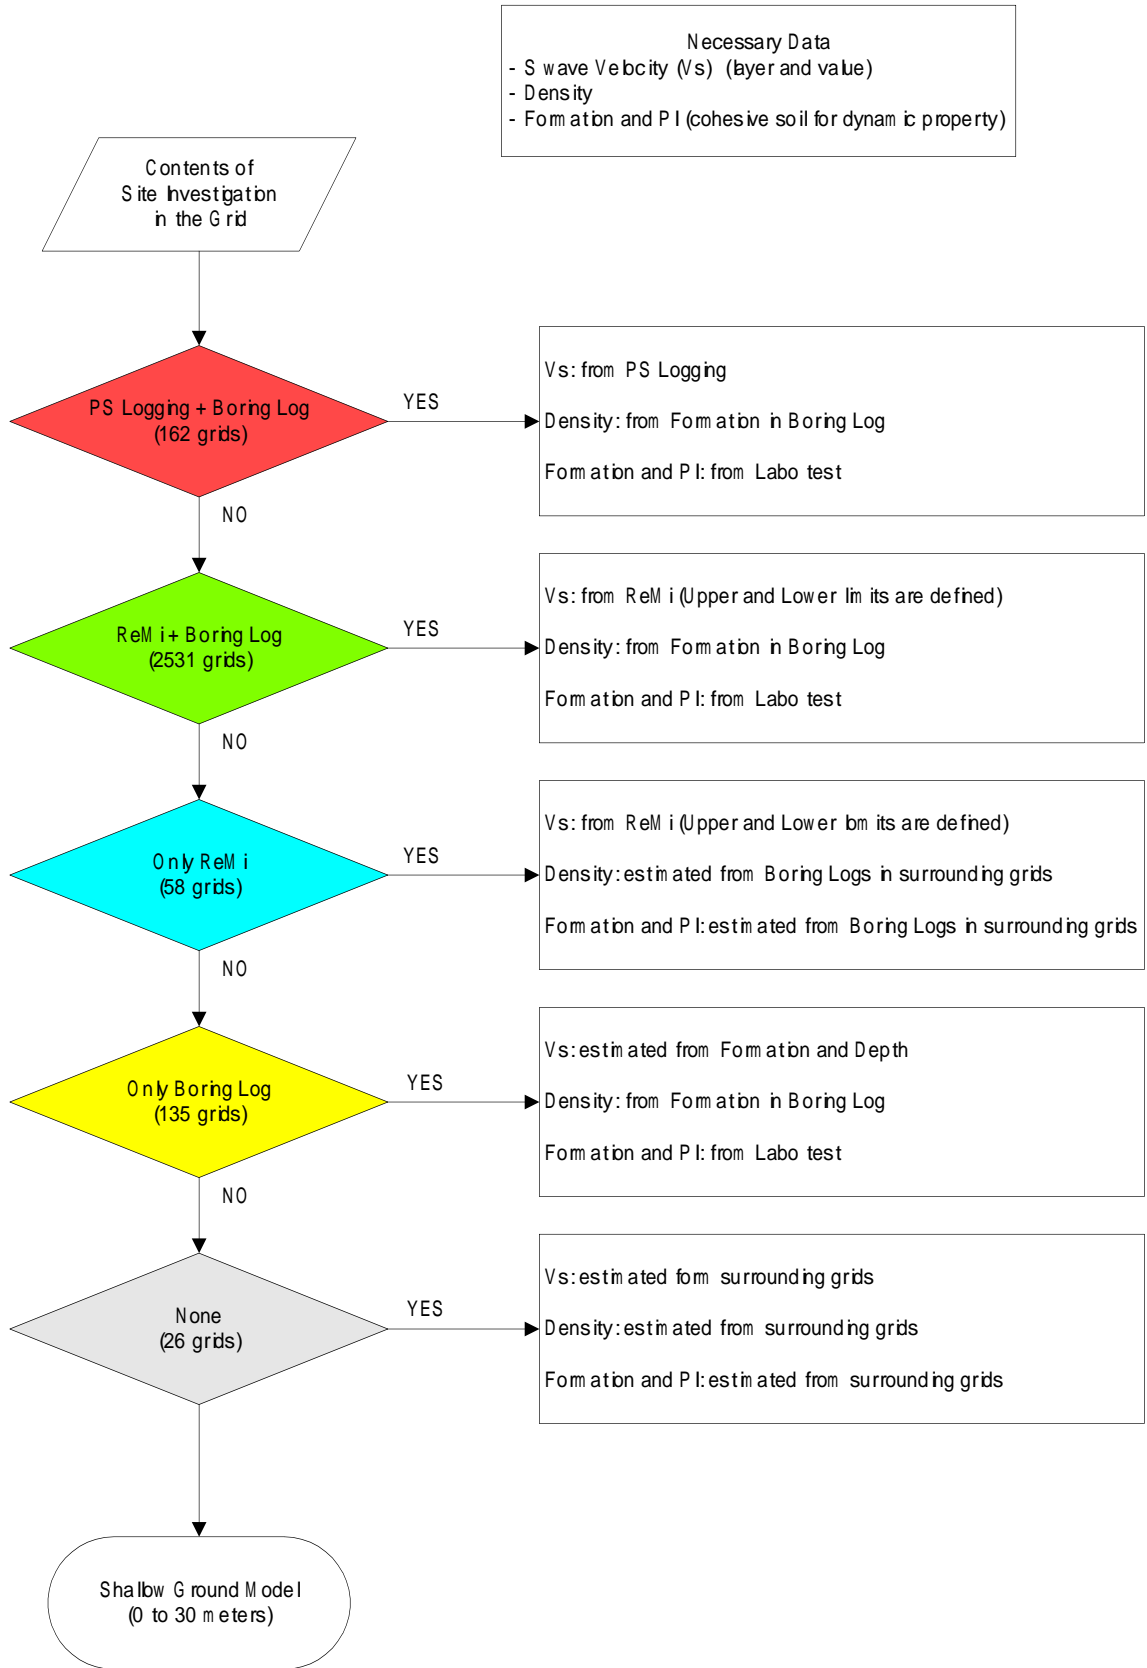 Necessary Data
- S wave Velocity (Vs) (layer and value)
- Density
- Formation and PI (cohesive soil for dynamic property)
Contents of
Site Investigation
in the Grid
PS Logging + Boring Log
(162 grids)
YES
Vs: from PS Logging
Density: from Formation in Boring Log
Formation and PI: from Labo test
NO
ReMi + Boring Log
(2531 grids)
YES
Vs: from ReMi (Upper and Lower limits are defined)
Density: from Formation in Boring Log
Formation and PI: from Labo test
NO
Only ReMi
(58 grids)
YES
Vs: from ReMi (Upper and Lower lomits are defined)
Density: estimated from Boring Logs in surrounding grids
Formation and PI: estimated from Boring Logs in surrounding grids
NO
Only Boring Log
(135 grids)
YES
Vs: estimated from Formation and Depth
Density: from Formation in Boring Log
Formation and PI: from Labo test
NO
None
(26 grids)
YES
Vs: estimated form surrounding grids
Density: estimated from surrounding grids
Formation and PI: estimated from surrounding grids
Shallow Ground Model
(0 to 30 meters)